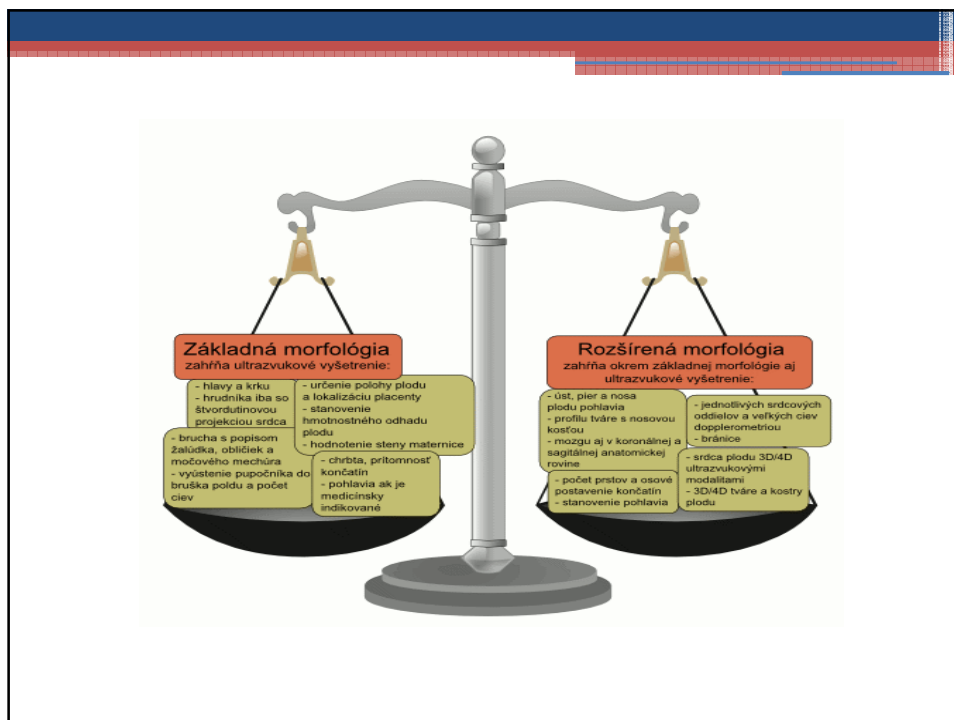 Základná morfológia
zahŕňa ultrazvukové vyšetrenie:
- hlavy a krku
- hrudníka iba so
štvordutinovou
projekciou srdca
- určenie polohy plodu
a lokalizáciu placenty
- stanovenie
hmotnostného odhadu
plodu
- hodnotenie steny maternice
- brucha s popisom
žalúdka, obličiek a
močového mechúra
- vyústenie pupočníka do
bruška poldu a počet
ciev
- chrbta, prítomnosť
končatín
- pohlavia ak je
medicínsky
indikované
Rozšírená morfológia
zahŕňa okrem základnej morfológie aj
ultrazvukové vyšetrenie:
- úst, pier a nosa
plodu pohlavia
- profilu tváre s nosovou
kosťou
- mozgu aj v koronálnej a
sagitálnej anatomickej
rovine
- jednotlivých srdcových
oddielov a veľkých ciev
dopplerometriou
- bránice
- počet prstov a osové
postavenie končatín
- stanovenie pohlavia
- srdca plodu 3D/4D
ultrazvukovými
modalitami
- 3D/4D tváre a kostry
plodu